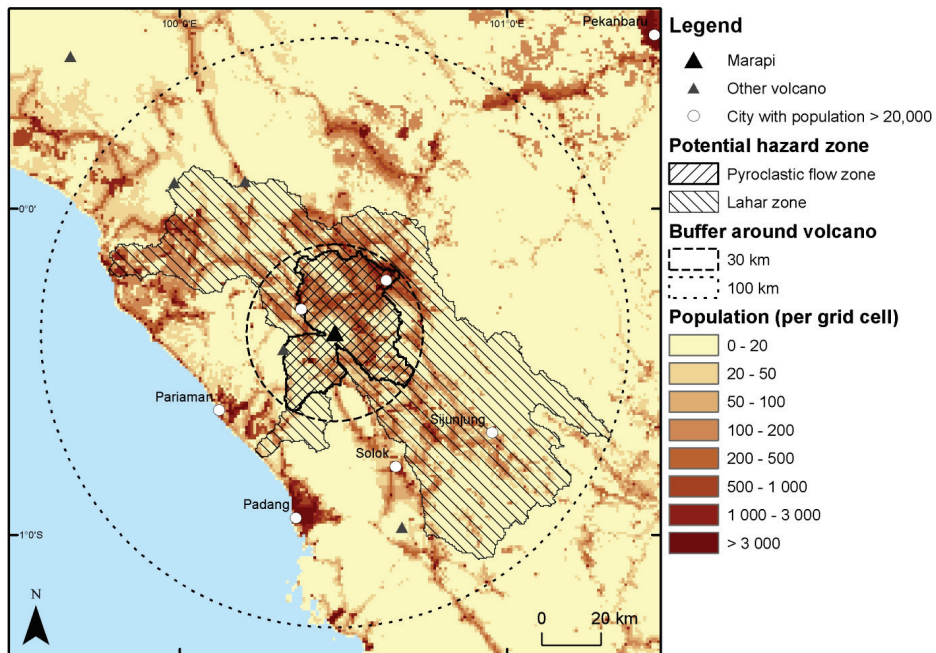 100°0'E
101°0'E
Pekanbaru
0°0'
Pariaman
Sijunjung
Solok
Padang
1°0'S
N
0 20 km
Legend
Marapi
Other volcano
City with population > 20,000
Potential hazard zone
Pyroclastic flow zone
Lahar zone
Buffer around volcano
30 km
100 km
Population (per grid cell)
0 - 20
20 - 50
50 - 100
100 - 200
200 - 500
500 - 1 000
1 000 - 3 000
> 3 000